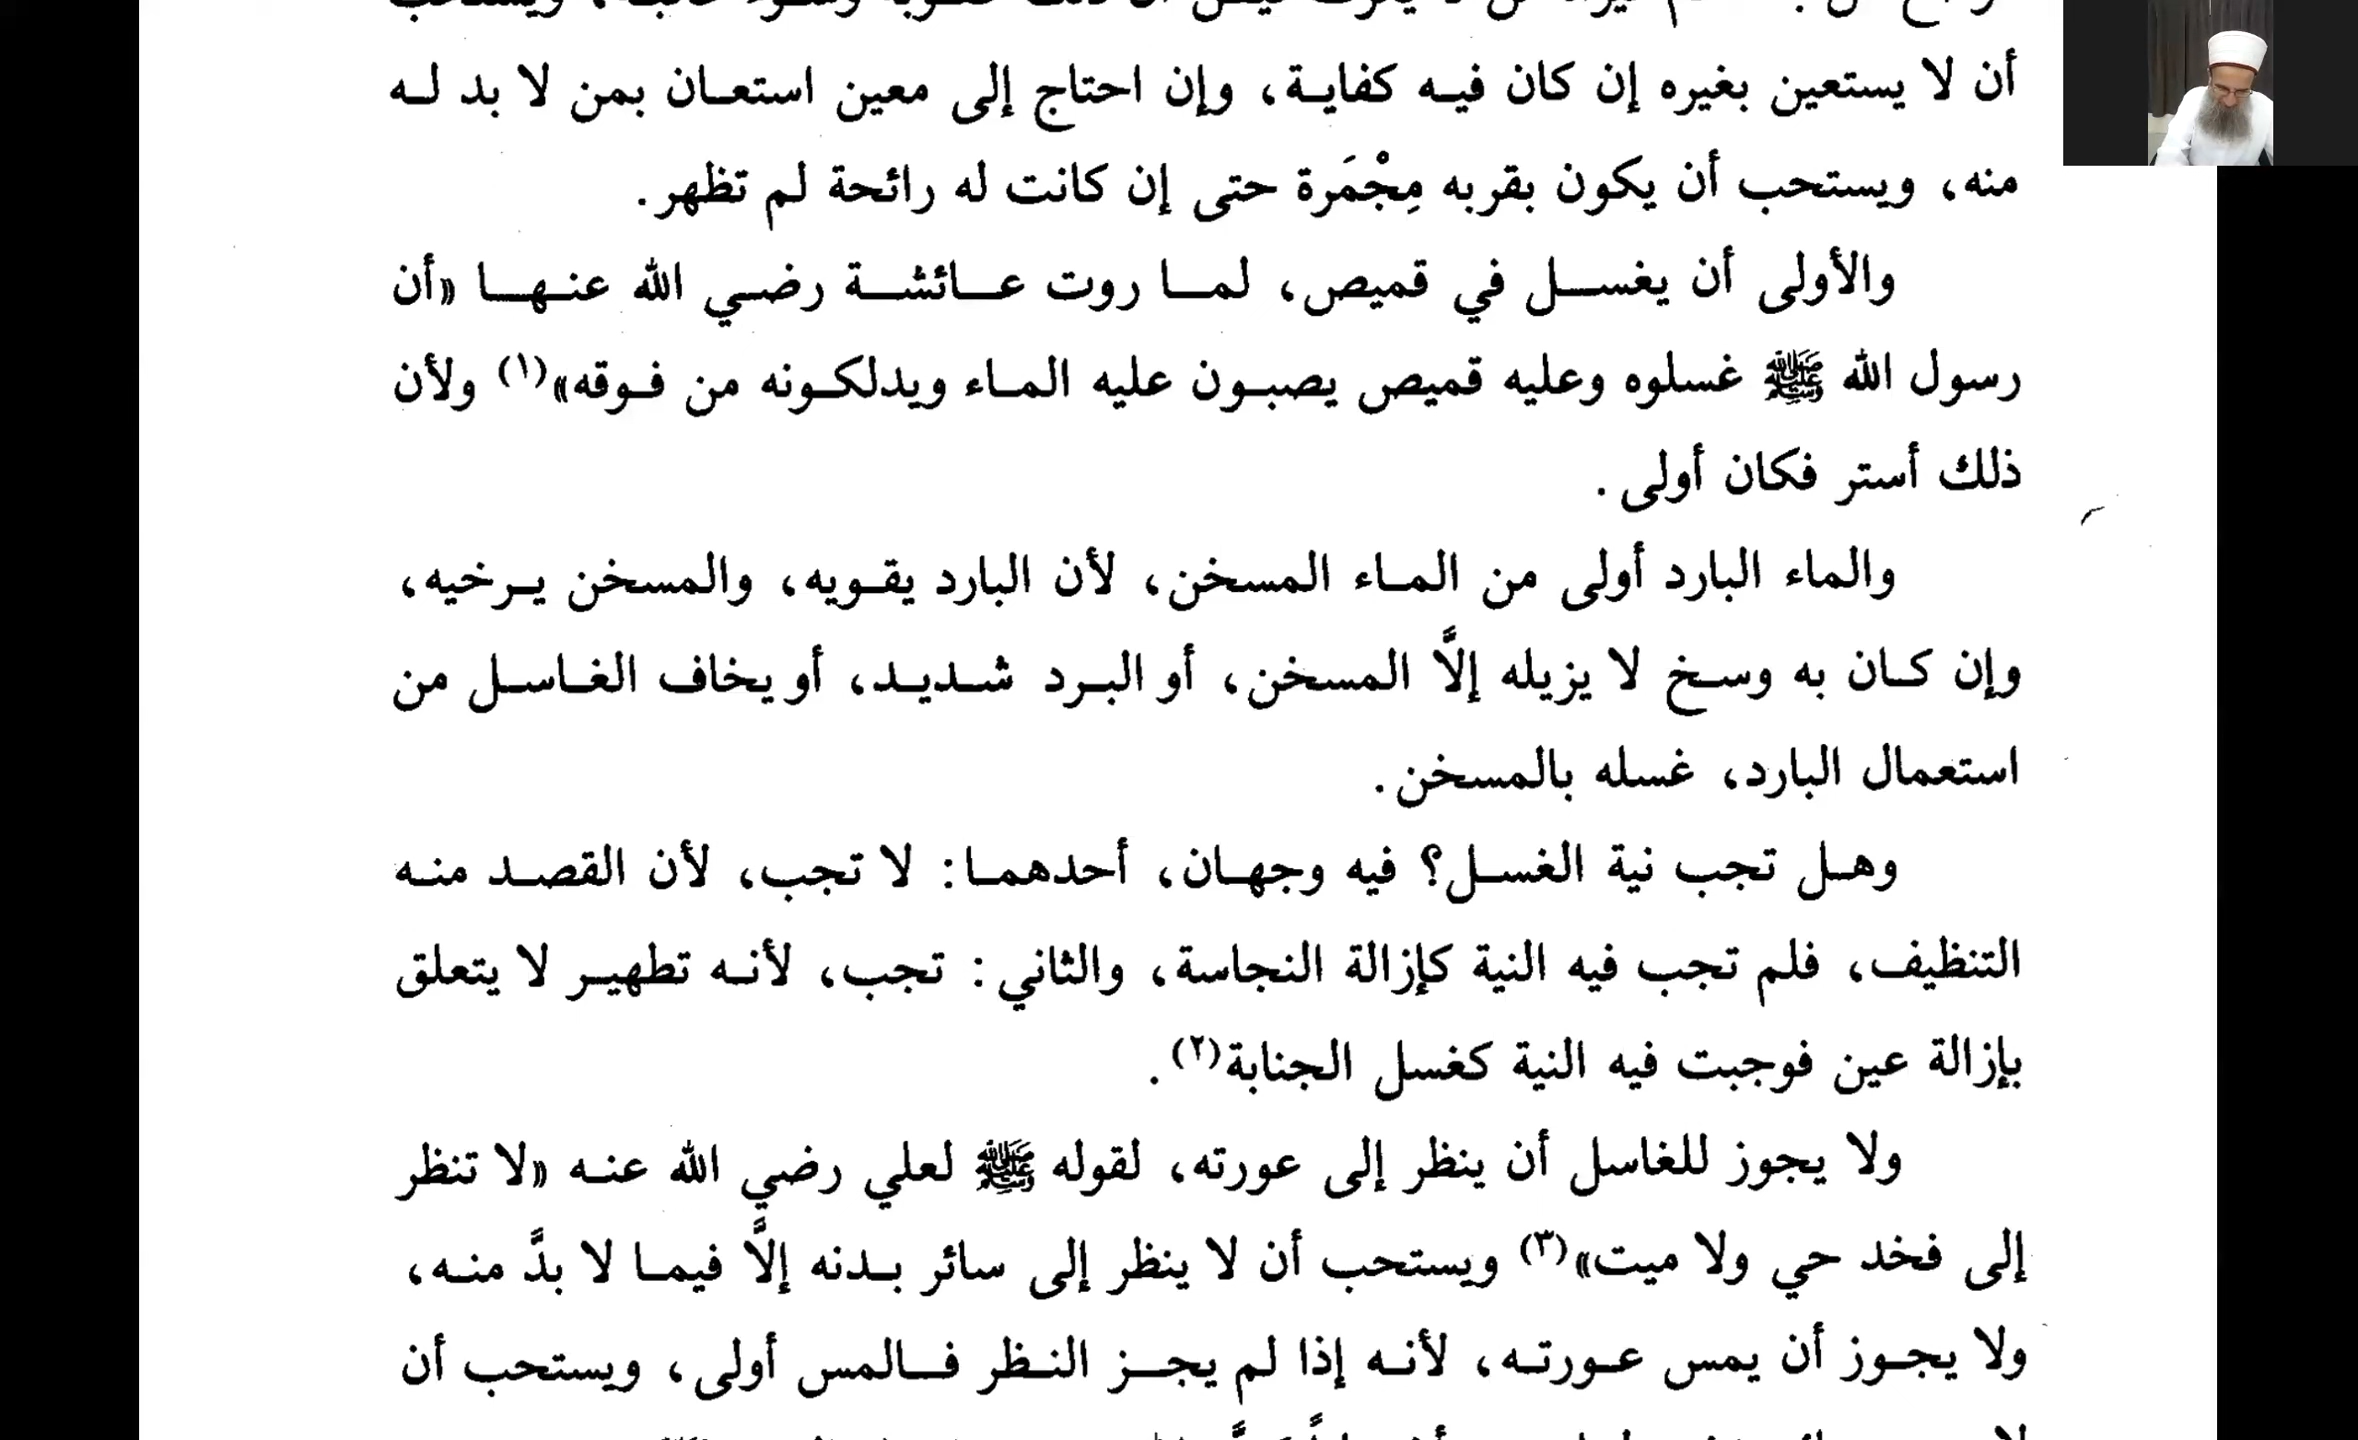 أن لا يستعين بغيره إن كان فيه كفاية، وإن احتاج إلى معين استعان بمن لا بد له
منه، ويستحب أن يكون بقربه مِجْمَرة حتى إن كانت له رائحة لم تظهر.
والأولى أن يغسل في قميص، لما روت عائشة رضي الله عنها «أن
رسول الله ﷺ غسلوه وعليه قميص يصبون عليه الماء ويدلكونه من فوقه»(١) ولأن
ذلك أستر فكان أولى.
والماء البارد أولى من الماء المسخن، لأن البارد يقويه، والمسخن يرخيه،
وإن كان به وسخ لا يزيله إلَّا المسخن، أو البرد شديد، أو يخاف الغاسل من
استعمال البارد، غسله بالمسخن.
وهل تجب نية الغسل؟ فيه وجهان، أحدهما: لا تجب، لأن القصد منه
التنظيف، فلم تجب فيه النية كإزالة النجاسة، والثاني: تجب، لأنه تطهير لا يتعلق
بإزالة عين فوجبت فيه النية كغسل الجنابة(٢).
ولا يجوز للغاسل أن ينظر إلى عورته، لقوله ﷺ لعلي رضي الله عنه «لا تنظر
إلى فخد حي ولا ميت»(٣) ويستحب أن لا ينظر إلى سائر بدنه إلَّا فيما لا بدَّ منه،
ولا يجوز أن يمس عورته، لأنه إذا لم يجز النظر فالمس أولى، ويستحب أن